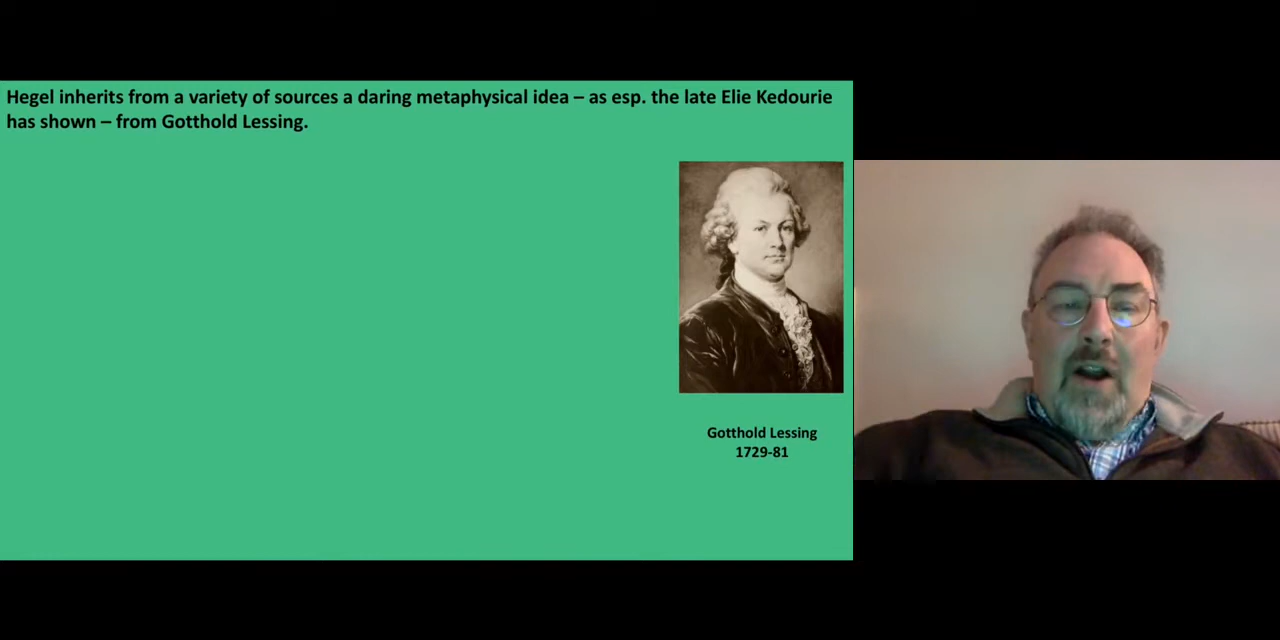 Hegel inherits from a variety of sources a daring metaphysical idea – as esp. the late Elie Kedourie
has shown – from Gotthold Lessing.
Gotthold Lessing
1729-81